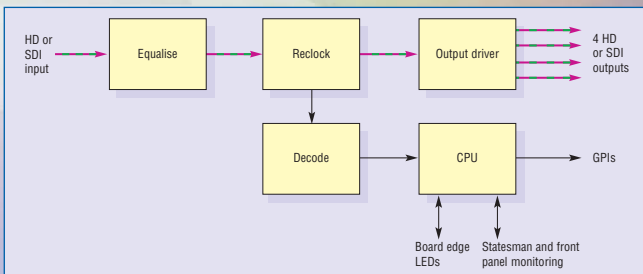 HD or
SDI
input
Equalise
Reclock
Output driver
4 HD
or SDI
outputs
Decode
CPU
GPIs
Board edge
LEDs
Statesman and front
panel monitoring